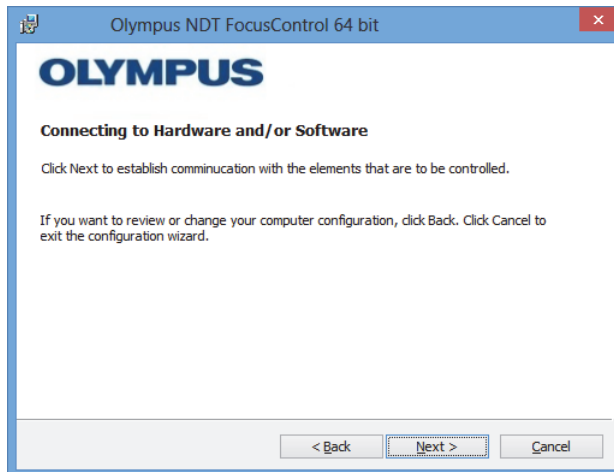 Olympus NDT FocusControl 64 bit
OLYMPUS
Connecting to Hardware and/or Software
Click Next to establish comminucation with the elements that are to be controlled.
If you want to review or change your computer configuration, click Back. Click Cancel to
exit the configuration wizard.
< Back Next > Cancel